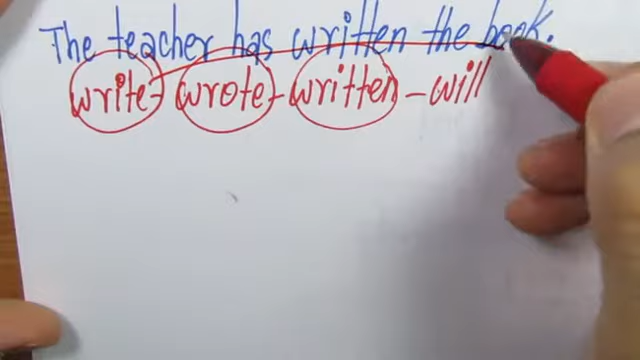 The teacher has written the book.
write - wrote - written - will